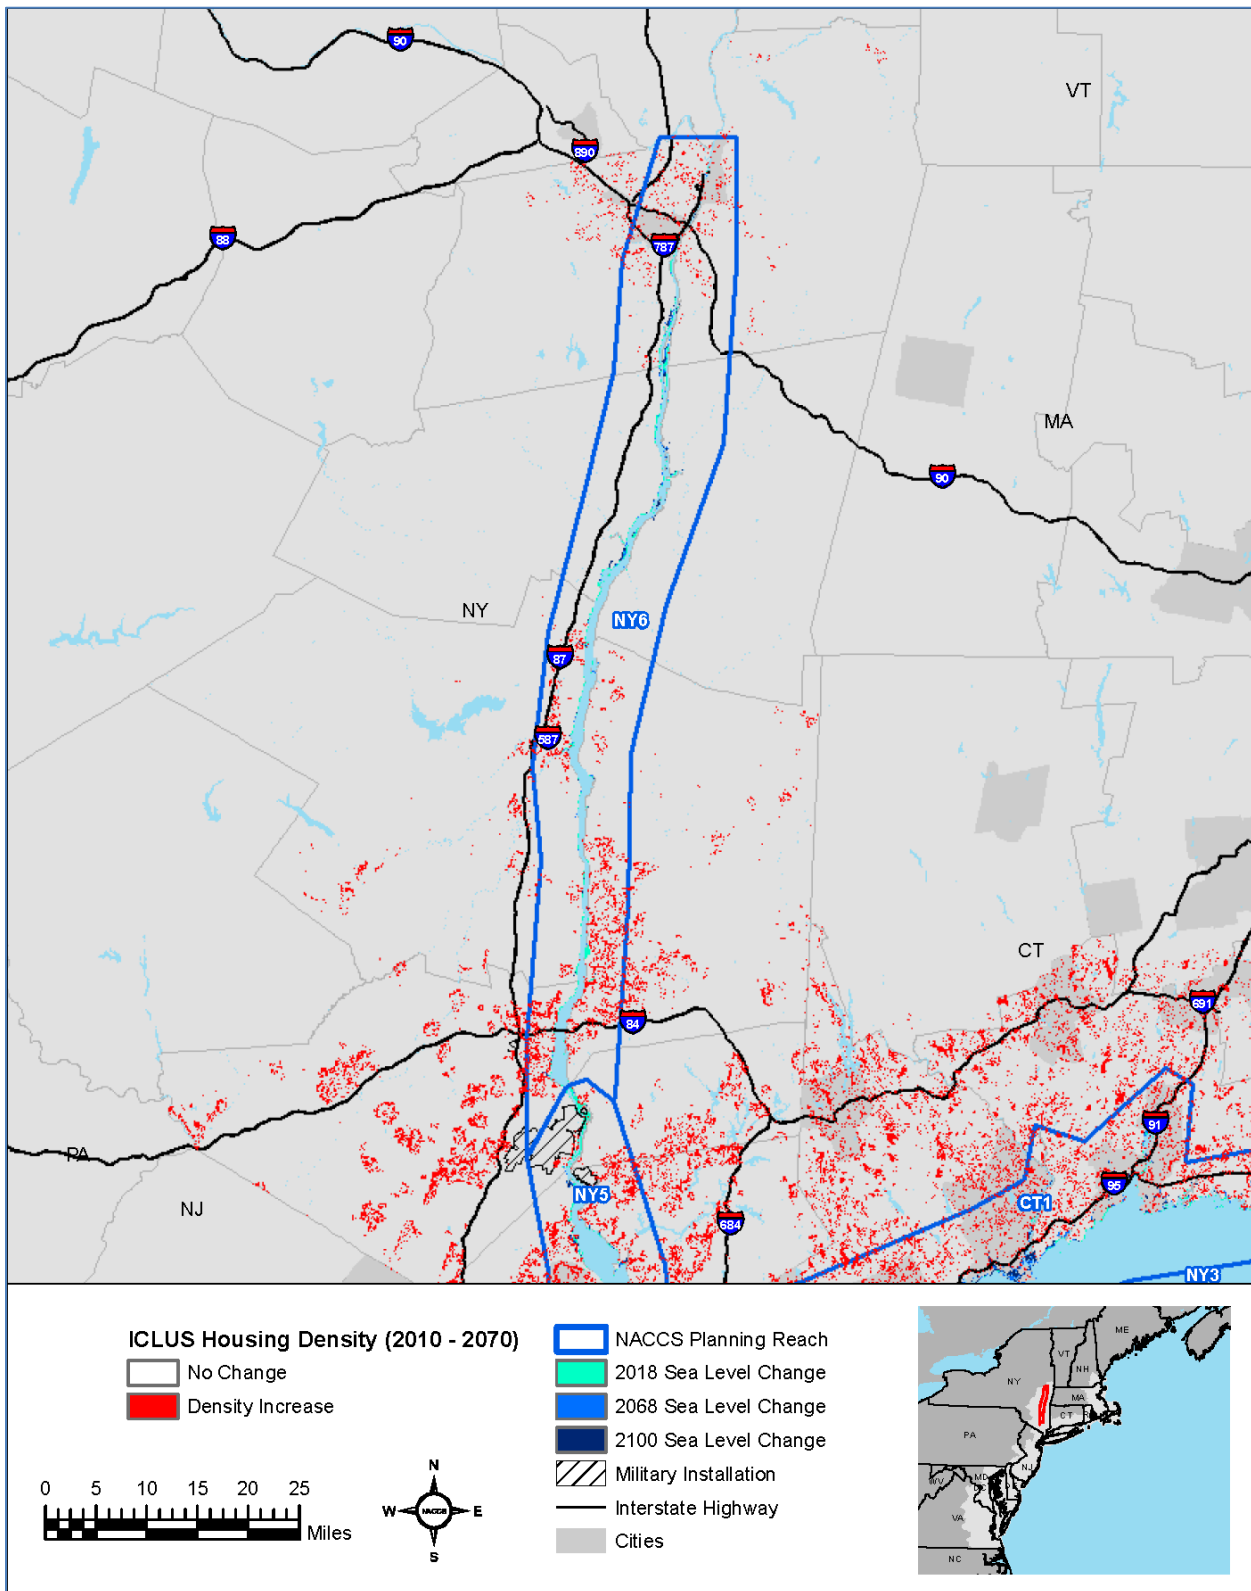 90
VT
890
88
787
MA
90
NY
NY6
87
587
CT
691
84
91
PA
95
NJ
NY5
CT1
684
NY3
ICLUS Housing Density (2010 - 2070)
No Change
Density Increase
0 5 10 15 20 25
Miles
N
W NACCS E
S
NACCS Planning Reach
2018 Sea Level Change
2068 Sea Level Change
2100 Sea Level Change
Military Installation
Interstate Highway
Cities
ME
VT
NH
NY
MA
CT
PA
NJ
MD
WV
VA
NC